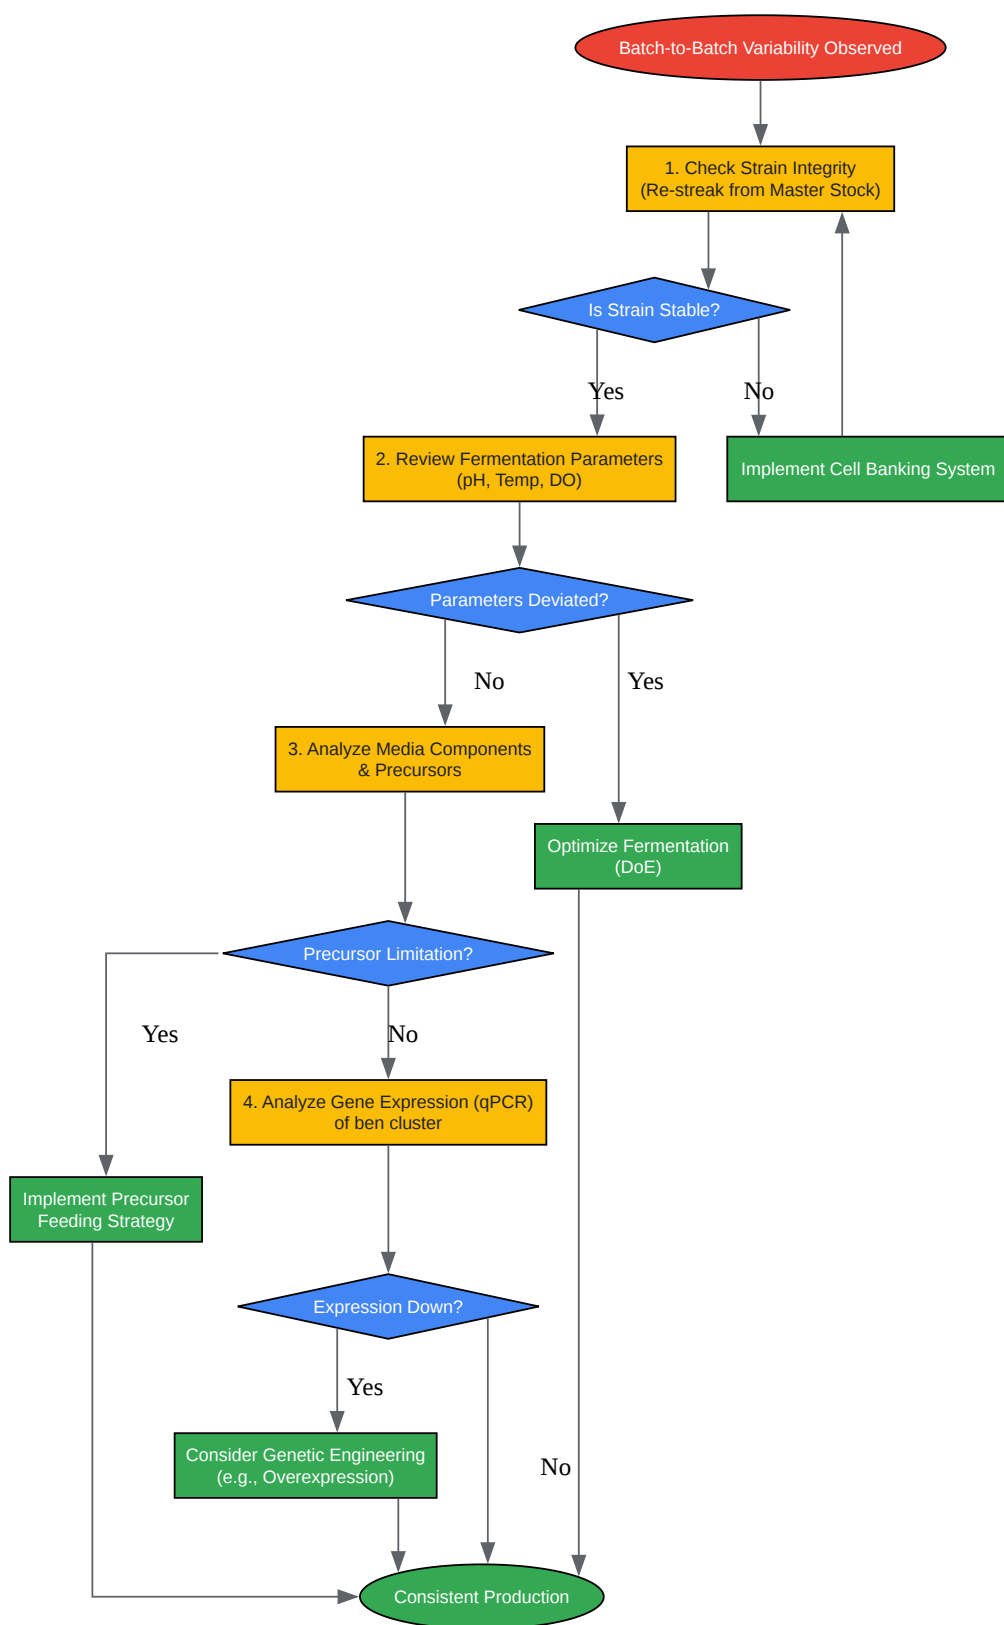 Batch-to-Batch Variability Observed
1. Check Strain Integrity
(Re-streak from Master Stock)
Is Strain Stable?
Yes
No
2. Review Fermentation Parameters
(pH, Temp, DO)
Implement Cell Banking System
Parameters Deviated?
No
Yes
3. Analyze Media Components
& Precursors
Optimize Fermentation
(DoE)
Precursor Limitation?
Yes
No
4. Analyze Gene Expression (qPCR)
of ben cluster
Implement Precursor
Feeding Strategy
Expression Down?
Yes
Consider Genetic Engineering
(e.g., Overexpression)
No
Consistent Production